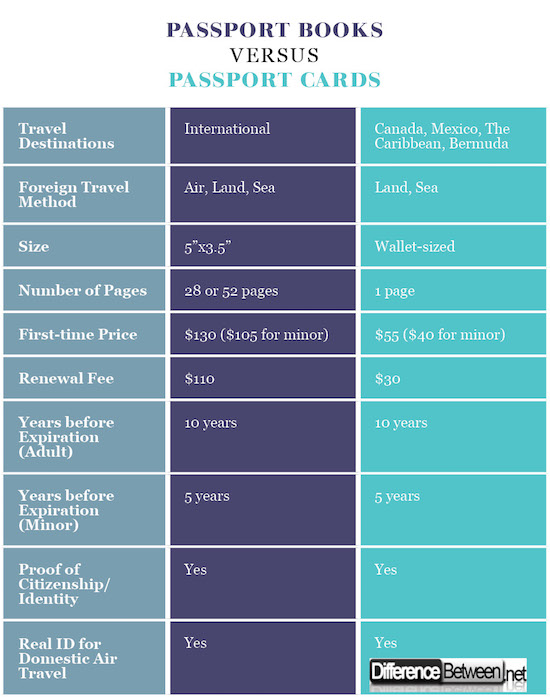 PASSPORT BOOKS
VERSUS
PASSPORT CARDS
Travel
Destinations
International
Canada, Mexico, The
Caribbean, Bermuda
Foreign Travel
Method
Air, Land, Sea
Land, Sea
Size
5”x3.5”
Wallet-sized
Number of Pages
28 or 52 pages
1 page
First-time Price
$130 ($105 for minor)
$55 ($40 for minor)
Renewal Fee
$110
$30
Years before
Expiration
(Adult)
10 years
10 years
Years before
Expiration
(Minor)
5 years
5 years
Proof of
Citizenship/
Identity
Yes
Yes
Real ID for
Domestic Air
Travel
Yes
Yes
Difference Between.net